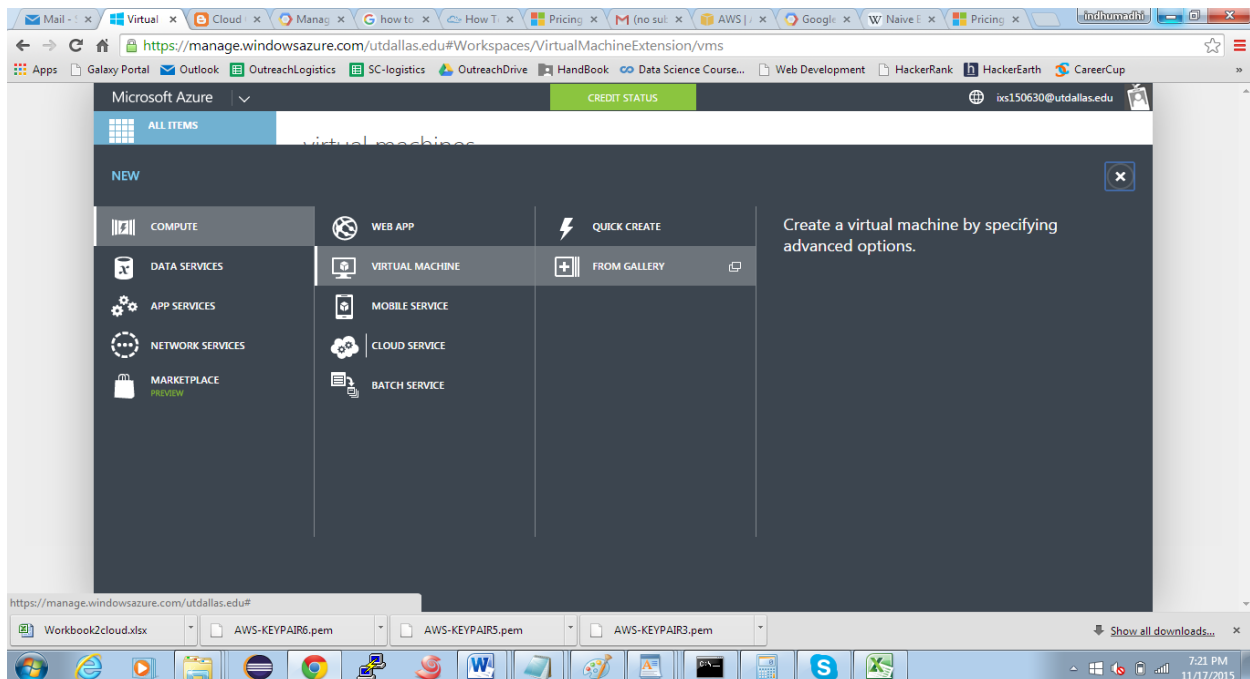 Mail - S
Virtual
Cloud
Manag
how to
How T
Pricing
(no sub
AWS |
Google
Naive B
Pricing
indhumadhi
https://manage.windowsazure.com/utdallas.edu#Workspaces/VirtualMachineExtension/vms
Apps Galaxy Portal Outlook OutreachLogistics SC-logistics OutreachDrive HandBook Data Science Course... Web Development HackerRank HackerEarth CareerCup »
Microsoft Azure CREDIT STATUS ixs150630@utdallas.edu
ALL ITEMS
virtual machines
NEW
COMPUTE
DATA SERVICES
APP SERVICES
NETWORK SERVICES
MARKETPLACE
PREVIEW
WEB APP
VIRTUAL MACHINE
MOBILE SERVICE
CLOUD SERVICE
BATCH SERVICE
QUICK CREATE
FROM GALLERY
Create a virtual machine by specifying
advanced options.
https://manage.windowsazure.com/utdallas.edu#
Workbook2cloud.xlsx AWS-KEYPAIR6.pem AWS-KEYPAIR5.pem AWS-KEYPAIR3.pem Show all downloads...
7:21 PM
11/17/2015